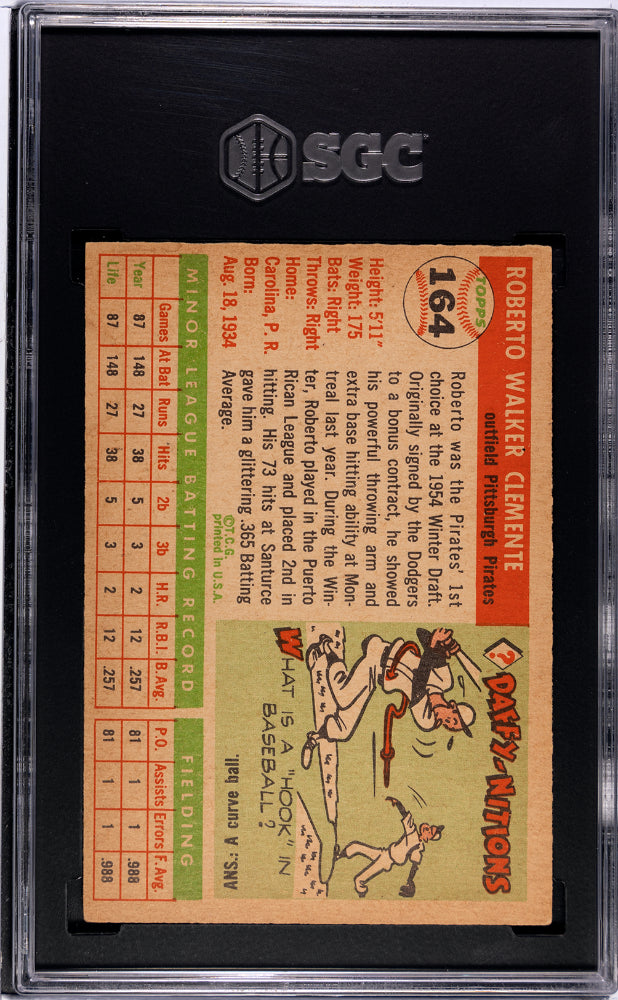 SGC
TOPPS
164
ROBERTO WALKER CLEMENTE
outfield Pittsburgh Pirates
Height: 5'11"
Weight: 175
Bats: Right
Throws: Right
Home:
Carolina, P. R.
Born:
Aug. 18, 1934
Roberto was the Pirates' 1st
choice at the 1954 Winter Draft.
Originally signed by the Dodgers
to a bonus contract, he showed
his powerful throwing arm and
extra base hitting ability at Mon-
treal last year. During the Win-
ter, Roberto played in the Puerto
Rican League and placed 2nd in
hitting. His 73 hits at Santurce
gave him a glittering .365 Batting
Average.
©T.C.G.
printed in U.S.A.
?
DAFFY-NITIONS
WHAT IS A "HOOK" IN
BASEBALL?
ANS.: A curve ball.
MINOR LEAGUE BATTING RECORD FIELDING
Games At Bat Runs 'Hits 2b 3b H.R. R.B.I. B.Avg. P.O. Assists Errors F.Avg.
Year 87 148 27 38 5 3 2 12 .257 81 1 1 .988
Life 87 148 27 38 5 3 2 12 .257 81 1 1 .988